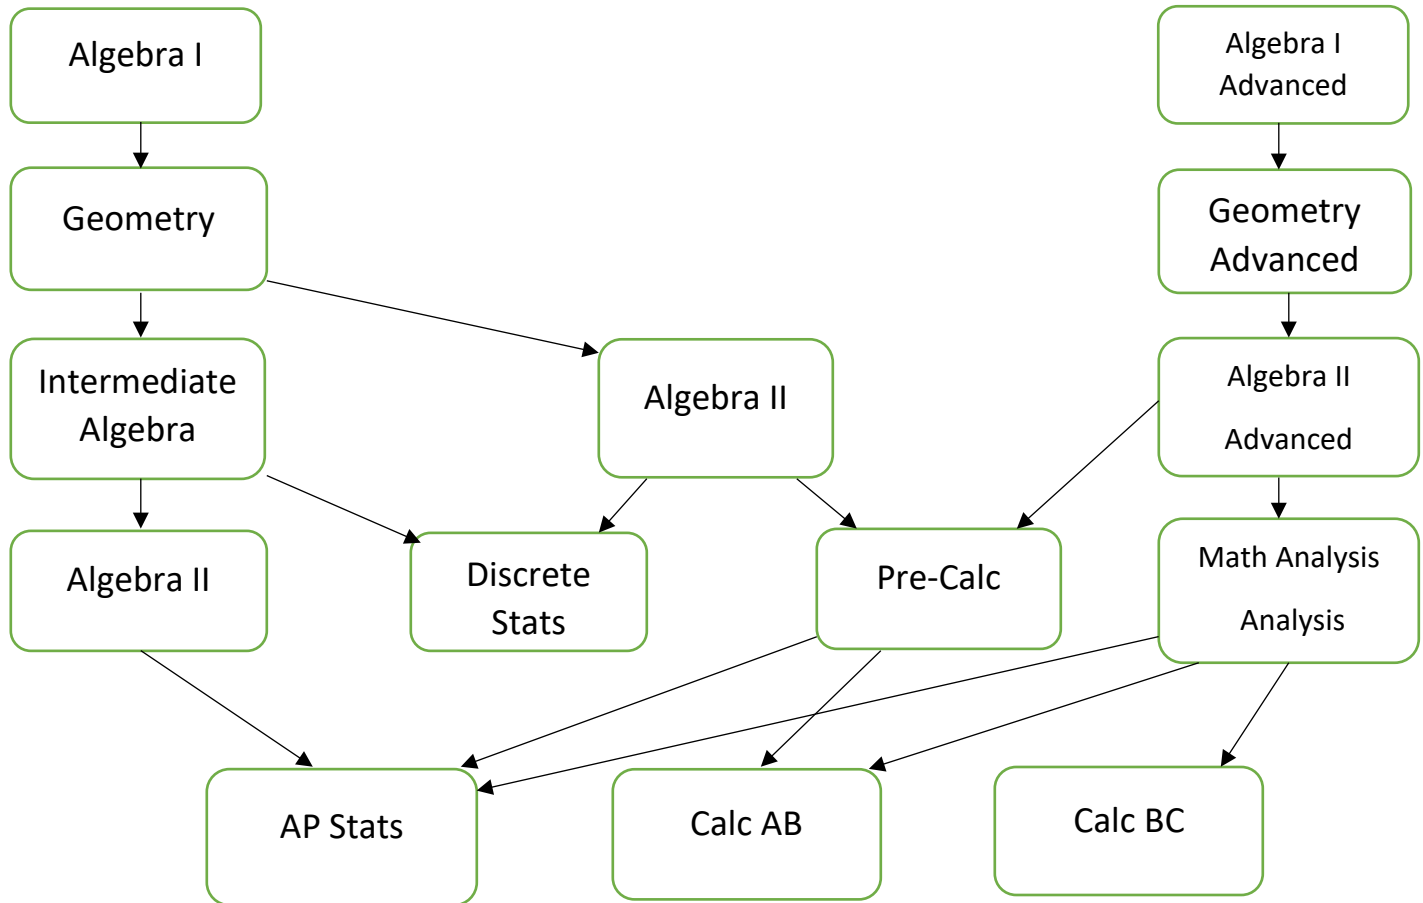 Algebra I
Algebra I
Advanced
Geometry
Geometry
Advanced
Intermediate
Algebra
Algebra II
Algebra II
Advanced
Algebra II
Discrete
Stats
Pre-Calc
Math Analysis
Analysis
AP Stats
Calc AB
Calc BC